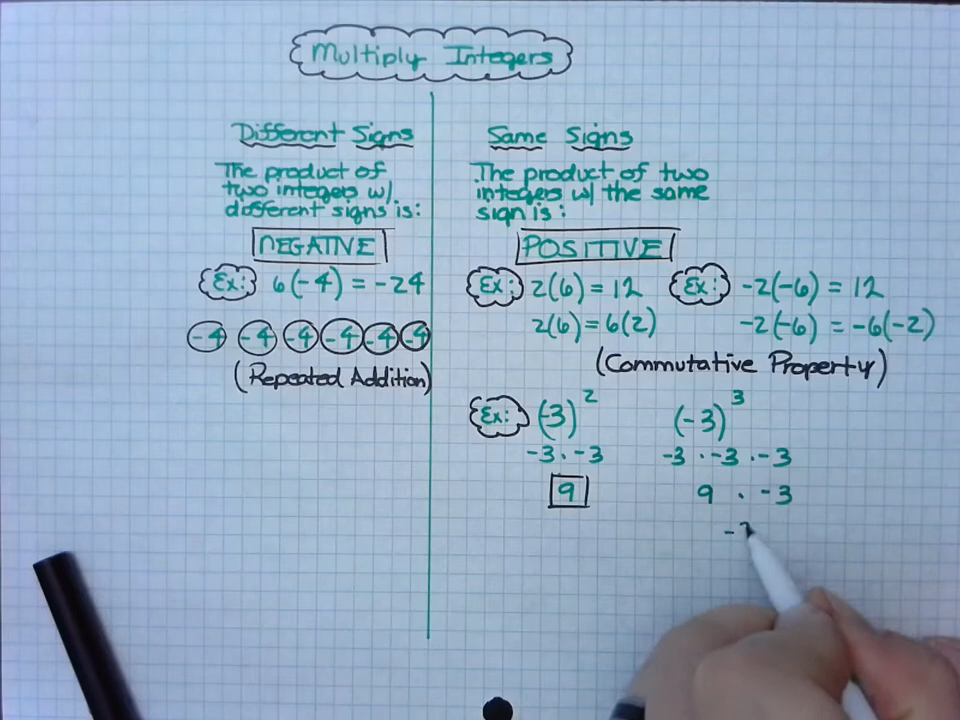 Multiply Integers
Different Signs
The product of
two integers w/
different signs is:
NEGATIVE
Ex: 6(-4) = -24
-4 -4 -4 -4 -4 -4
(Repeated Addition)
Same Signs
The product of two
integers w/ the same
sign is:
POSITIVE
Ex: 2(6) = 12
2(6) = 6(2)
Ex: -2(-6) = 12
-2(-6) = -6(-2)
(Commutative Property)
Ex: (-3)²
-3 · -3
9
(-3)³
-3 · -3 · -3
9 · -3